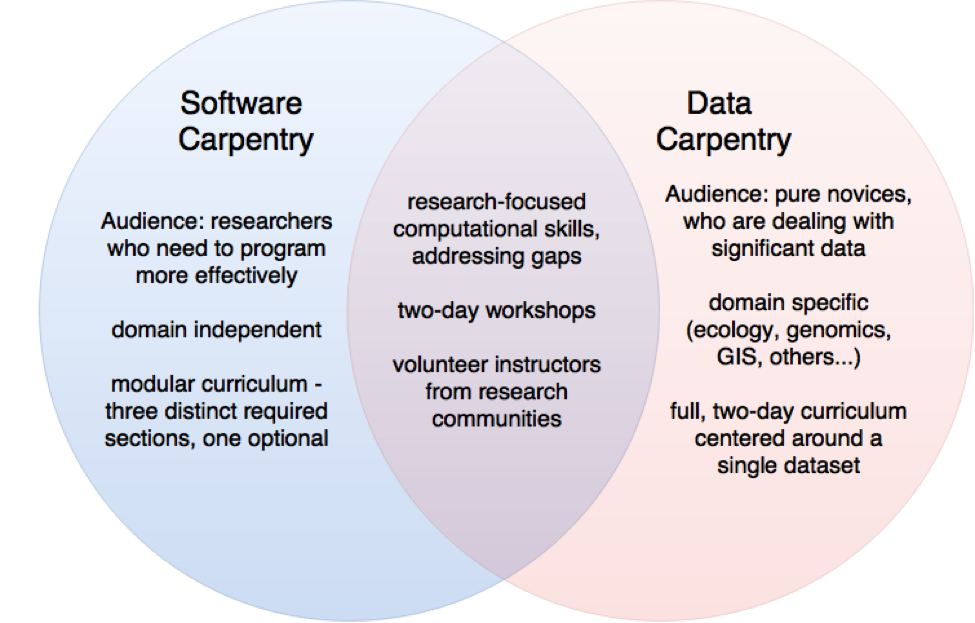 Software
Carpentry
Audience: researchers
who need to program
more effectively
domain independent
modular curriculum -
three distinct required
sections, one optional
research-focused
computational skills,
addressing gaps
two-day workshops
volunteer instructors
from research
communities
Data
Carpentry
Audience: pure novices,
who are dealing with
significant data
domain specific
(ecology, genomics,
GIS, others...)
full, two-day curriculum
centered around a
single dataset